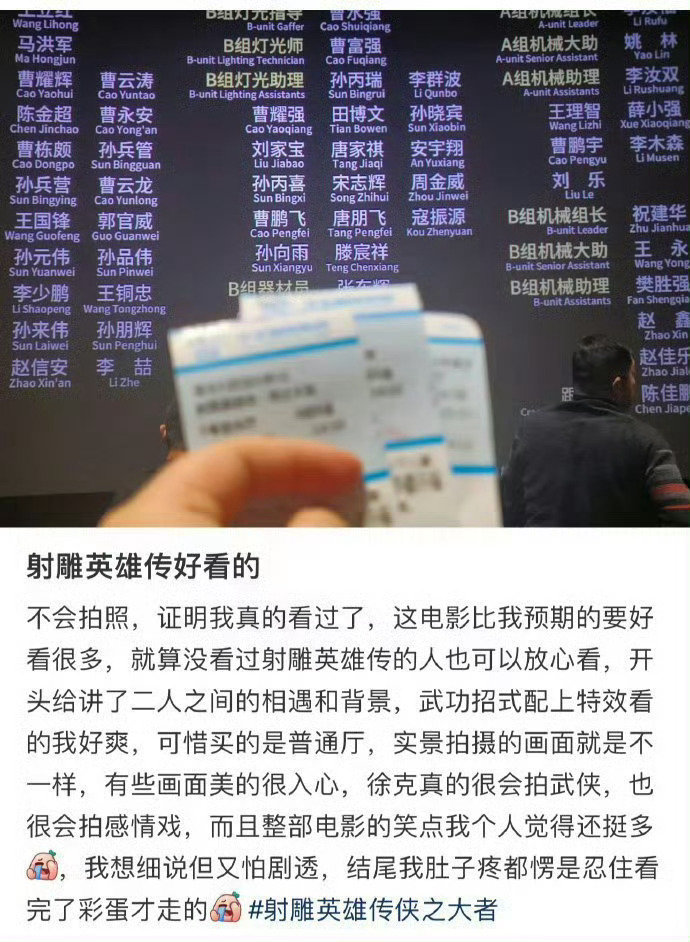 王立红
Wang Lihong
马洪军
Ma Hongjun
曹耀辉 曹云涛
Cao Yaohui Cao Yuntao
陈金超 曹永安
Chen Jinchao Cao Yong'an
曹栋颇 孙兵管
Cao Dongpo Sun Bingguan
孙兵营 曹云龙
Sun Bingying Cao Yunlong
王国锋 郭官威
Wang Guofeng Guo Guanwei
孙元伟 孙品伟
Sun Yuanwei Sun Pinwei
李少鹏 王铜忠
Li Shaopeng Wang Tongzhong
孙来伟 孙朋辉
Sun Laiwei Sun Penghui
赵信安 李喆
Zhao Xin'an Li Zhe
B组灯光指导 曹水强
B-unit Gaffer Cao Shuiqiang
B组灯光师 曹富强
B-unit Lighting Technician Cao Fuqiang
B组灯光助理 孙丙瑞 李群波
B-unit Lighting Assistants Sun Bingrui Li Qunbo
曹耀强 田博文 孙晓宾
Cao Yaoqiang Tian Bowen Sun Xiaobin
刘家宝 唐家祺 安宇翔
Liu Jiabao Tang Jiaqi An Yuxiang
孙丙喜 宋志辉 周金威
Sun Bingxi Song Zhihui Zhou Jinwei
曹鹏飞 唐朋飞 寇振源
Cao Pengfei Tang Pengfei Kou Zhenyuan
孙向雨 滕宸祥
Sun Xiangyu Teng Chenxiang
B组器材员
A组机械组长
A-unit Leader Li Rufu
A组机械大助 姚林
A-unit Senior Assistant Yao Lin
A组机械助理 李汝双
A-unit Assistants Li Rushuang
王理智 薛小强
Wang Lizhi Xue Xiaoqiang
曹鹏宇 李木森
Cao Pengyu Li Musen
刘乐
Liu Le
B组机械组长 祝建华
B-unit Leader Zhu Jianhua
B组机械大助 王永
B-unit Senior Assistant Wang Yong
B组机械助理 樊胜强
B-unit Assistants Fan Shengqia
赵鑫
Zhao Xin
赵佳乐
Zhao Jiale
陈佳鹏
Chen Jiape
射雕英雄传好看的
不会拍照，证明我真的看过了，这电影比我预期的要好
看很多，就算没看过射雕英雄传的人也可以放心看，开
头给讲了二人之间的相遇和背景，武功招式配上特效看
的我好爽，可惜买的是普通厅，实景拍摄的画面就是不
一样，有些画面美的很入心，徐克真的很会拍武侠，也
很会拍感情戏，而且整部电影的笑点我个人觉得还挺多
，我想细说但又怕剧透，结尾我肚子疼都愣是忍住看
完了彩蛋才走的 #射雕英雄传侠之大者